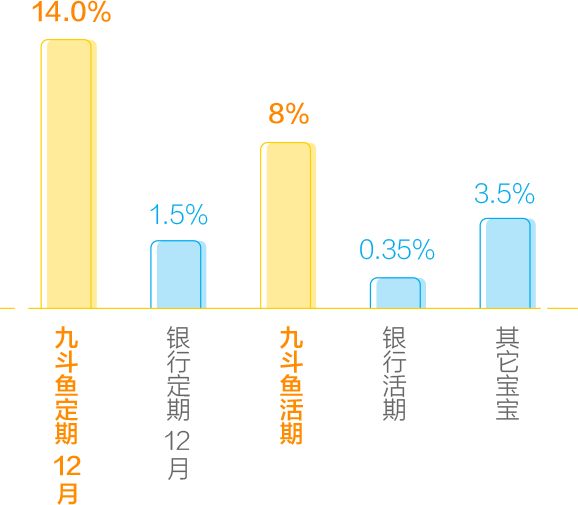 14.0%
8%
1.5%
3.5%
0.35%
九斗鱼定期12月
银行定期12月
九斗鱼活期
银行活期
其它宝宝